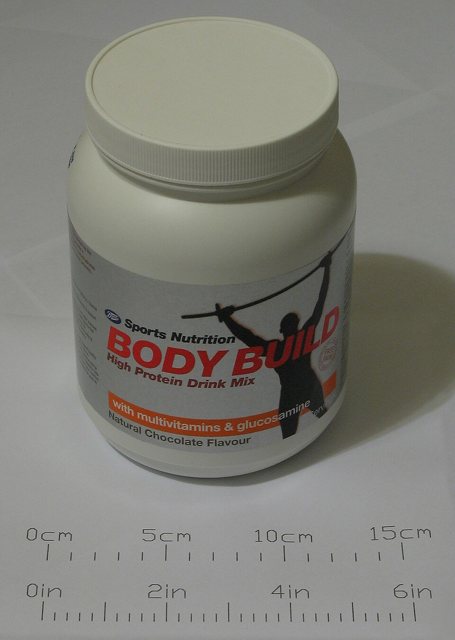 Boots Sports Nutrition
BODY BUILD
High Protein Drink Mix
with multivitamins & glucosamine
Natural Chocolate Flavour
0cm 5cm 10cm 15cm
0in 2in 4in 6in